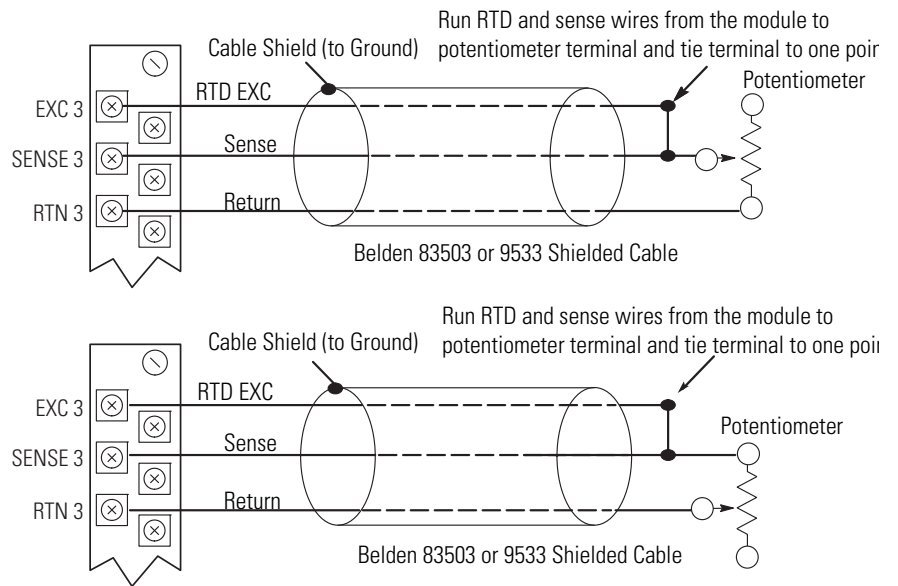 Run RTD and sense wires from the module to
potentiometer terminal and tie terminal to one
Cable Shield (to Ground)
Potentiometer
RTD EXC
EXC 3
Sense
SENSE 3
Return
RTN 3
Belden 83503 or 9533 Shielded Cable
Run RTD and sense wires from the module to
potentiometer terminal and tie terminal to one
Cable Shield (to Ground)
RTD EXC
EXC 3
Potentiometer
Sense
SENSE 3
Return
RTN 3
Belden 83503 or 9533 Shielded Cable